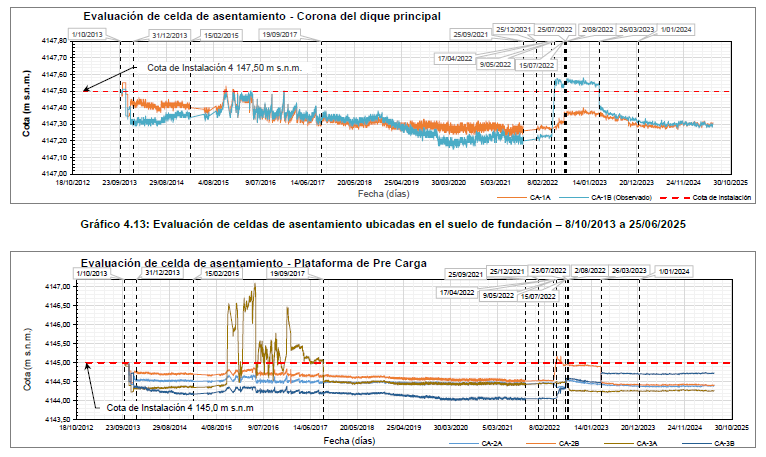 Evaluación de celda de asentamiento - Corona del dique principal
1/10/2013 31/12/2013 15/02/2015 19/09/2017 25/09/2021 25/12/2021 25/07/2022 2/08/2022 26/03/2023 1/01/2024
17/04/2022 9/05/2022 15/07/2022
Cota (m s.n.m.)
4147,80
4147,70
4147,60
4147,50
4147,40
4147,30
4147,20
4147,10
4147,00
Cota de Instalación 4 147,50 m s.n.m.
18/10/2012 23/09/2013 29/08/2014 4/08/2015 9/07/2016 14/06/2017 20/05/2018 25/04/2019 30/03/2020 5/03/2021 8/02/2022 14/01/2023 20/12/2023 24/11/2024 30/10/2025
Fecha (días)
CA-1A CA-1B (Observado) Cota de Instalación
Gráfico 4.13: Evaluación de celdas de asentamiento ubicadas en el suelo de fundación – 8/10/2013 a 25/06/2025
Evaluación de celda de asentamiento - Plataforma de Pre Carga
1/10/2013 31/12/2013 15/02/2015 19/09/2017 25/09/2021 25/12/2021 25/07/2022 2/08/2022 26/03/2023 1/01/2024
17/04/2022 9/05/2022 15/07/2022
Cota (m s.n.m.)
4147,00
4146,50
4146,00
4145,50
4145,00
4144,50
4144,00
4143,50
Cota de Instalación 4 145,0 m s.n.m
18/10/2012 23/09/2013 29/08/2014 4/08/2015 9/07/2016 14/06/2017 20/05/2018 25/04/2019 30/03/2020 5/03/2021 8/02/2022 14/01/2023 20/12/2023 24/11/2024 30/10/2025
Fecha (días)
CA-2A CA-2B CA-3A CA-3B